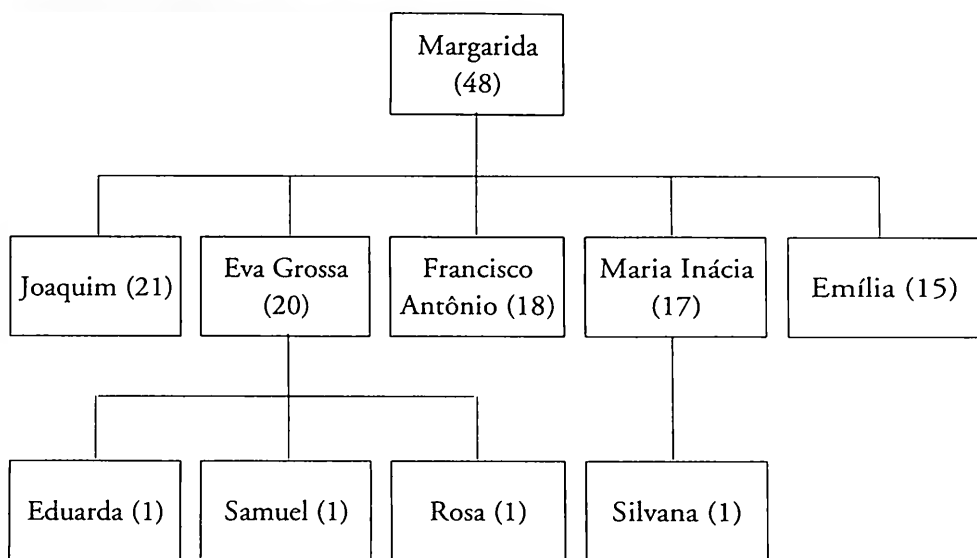 Margarida
(48)
Joaquim (21)
Eva Grossa
(20)
Francisco
Antônio (18)
Maria Inácia
(17)
Emília (15)
Eduarda (1)
Samuel (1)
Rosa (1)
Silvana (1)